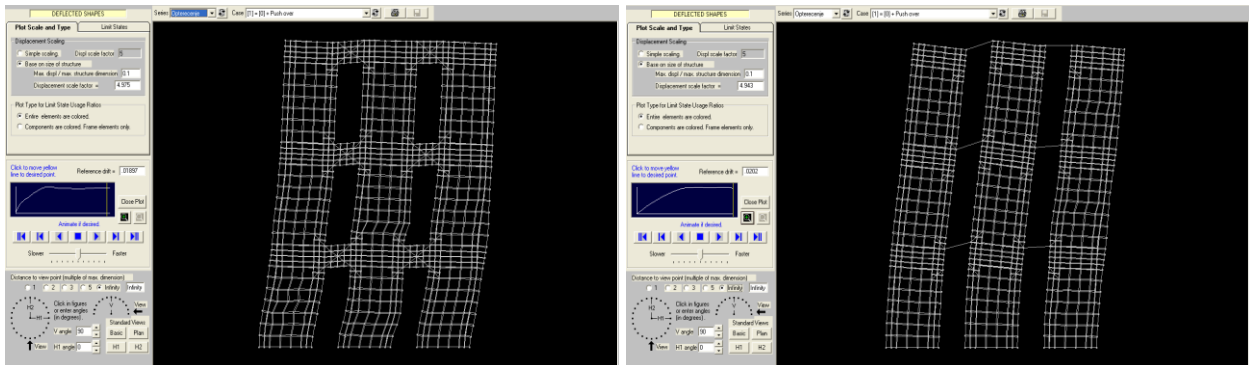 DEFLECTED SHAPES
Series Opterecenje Case [1] = [0] + Push over
Plot Scale and Type Limit States
Displacement Scaling
Simple scaling. Displ scale factor 5
Base on size of structure
Max. displ / max. structure dimension 0.1
Displacement scale factor = 4.975
Plot Type for Limit State Usage Ratios
Entire elements are colored.
Components are colored. Frame elements only.
Click to move yellow
line to desired point.
Reference drift = .01897
Close Plot
Animate if desired.
Slower Faster
Distance to view point (multiple of max. dimension)
1 2 3 5 Infinity Infinity
H2
H1
Click in figures
or enter angles
(in degrees).
V
View
Standard Views
V angle 90 Basic Plan
View H1 angle 0 H1 H2
DEFLECTED SHAPES
Series Opterecenje Case [1] = [0] + Push over
Plot Scale and Type Limit States
Displacement Scaling
Simple scaling. Displ scale factor 5
Base on size of structure
Max. displ / max. structure dimension 0.1
Displacement scale factor = 4.943
Plot Type for Limit State Usage Ratios
Entire elements are colored.
Components are colored. Frame elements only.
Click to move yellow
line to desired point.
Reference drift = .0202
Close Plot
Animate if desired.
Slower Faster
Distance to view point (multiple of max. dimension)
1 2 3 5 Infinity Infinity
H2
H1
Click in figures
or enter angles
(in degrees).
V
View
Standard Views
V angle 90 Basic Plan
View H1 angle 0 H1 H2